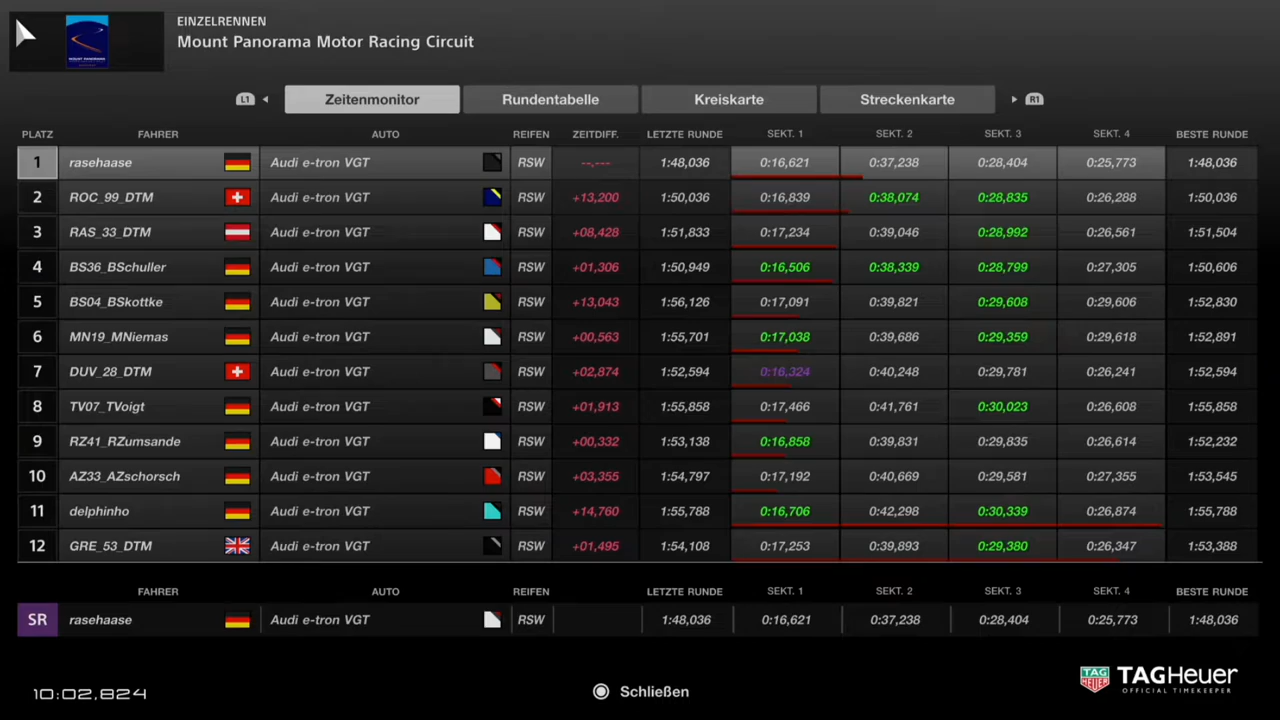 EINZELRENNEN
Mount Panorama Motor Racing Circuit
MOUNT PANORAMA
L1 Zeitenmonitor Rundentabelle Kreiskarte Streckenkarte R1
PLATZ FAHRER AUTO REIFEN ZEITDIFF. LETZTE RUNDE SEKT. 1 SEKT. 2 SEKT. 3 SEKT. 4 BESTE RUNDE
1 rasehaase Audi e-tron VGT RSW --,--- 1:48,036 0:16,621 0:37,238 0:28,404 0:25,773 1:48,036
2 ROC_99_DTM Audi e-tron VGT RSW +13,200 1:50,036 0:16,839 0:38,074 0:28,835 0:26,288 1:50,036
3 RAS_33_DTM Audi e-tron VGT RSW +08,428 1:51,833 0:17,234 0:39,046 0:28,992 0:26,561 1:51,504
4 BS36_BSchuller Audi e-tron VGT RSW +01,306 1:50,949 0:16,506 0:38,339 0:28,799 0:27,305 1:50,606
5 BS04_BSkottke Audi e-tron VGT RSW +13,043 1:56,126 0:17,091 0:39,821 0:29,608 0:29,606 1:52,830
6 MN19_MNiemas Audi e-tron VGT RSW +00,563 1:55,701 0:17,038 0:39,686 0:29,359 0:29,618 1:52,891
7 DUV_28_DTM Audi e-tron VGT RSW +02,874 1:52,594 0:16,324 0:40,248 0:29,781 0:26,241 1:52,594
8 TV07_TVoigt Audi e-tron VGT RSW +01,913 1:55,858 0:17,466 0:41,761 0:30,023 0:26,608 1:55,858
9 RZ41_RZumsande Audi e-tron VGT RSW +00,332 1:53,138 0:16,858 0:39,831 0:29,835 0:26,614 1:52,232
10 AZ33_AZschorsch Audi e-tron VGT RSW +03,355 1:54,797 0:17,192 0:40,669 0:29,581 0:27,355 1:53,545
11 delphinho Audi e-tron VGT RSW +14,760 1:55,788 0:16,706 0:42,298 0:30,339 0:26,874 1:55,788
12 GRE_53_DTM Audi e-tron VGT RSW +01,495 1:54,108 0:17,253 0:39,893 0:29,380 0:26,347 1:53,388
FAHRER AUTO REIFEN LETZTE RUNDE SEKT. 1 SEKT. 2 SEKT. 3 SEKT. 4 BESTE RUNDE
SR rasehaase Audi e-tron VGT RSW 1:48,036 0:16,621 0:37,238 0:28,404 0:25,773 1:48,036
10:02,824
Schließen
TAG HEUER TAGHeuer
OFFICIAL TIMEKEEPER